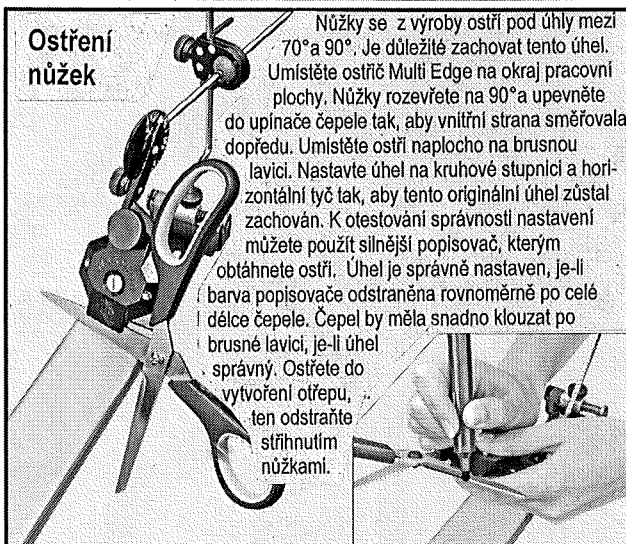 Ostření
nůžek
Nůžky se z výroby ostří pod úhly mezi
70°a 90°. Je důležité zachovat tento úhel.
Umístěte ostřič Multi Edge na okraj pracovní
plochy. Nůžky rozevřete na 90°a upevněte
do upínače čepele tak, aby vnitřní strana směřovala
dopředu. Umístěte ostří naplocho na brusnou
lavici. Nastavte úhel na kruhové stupnici a hori-
zontální tyč tak, aby tento originální úhel zůstal
zachován. K otestování správnosti nastavení
můžete použít silnější popisovač, kterým
obtáhnete ostří. Úhel je správně nastaven, je-li
barva popisovače odstraněna rovnoměrně po celé
délce čepele. Čepel by měla snadno klouzat po
brusné lavici, je-li úhel
správný. Ostřete do
vytvoření otřepu,
ten odstraňte
střihnutím
nůžkami.